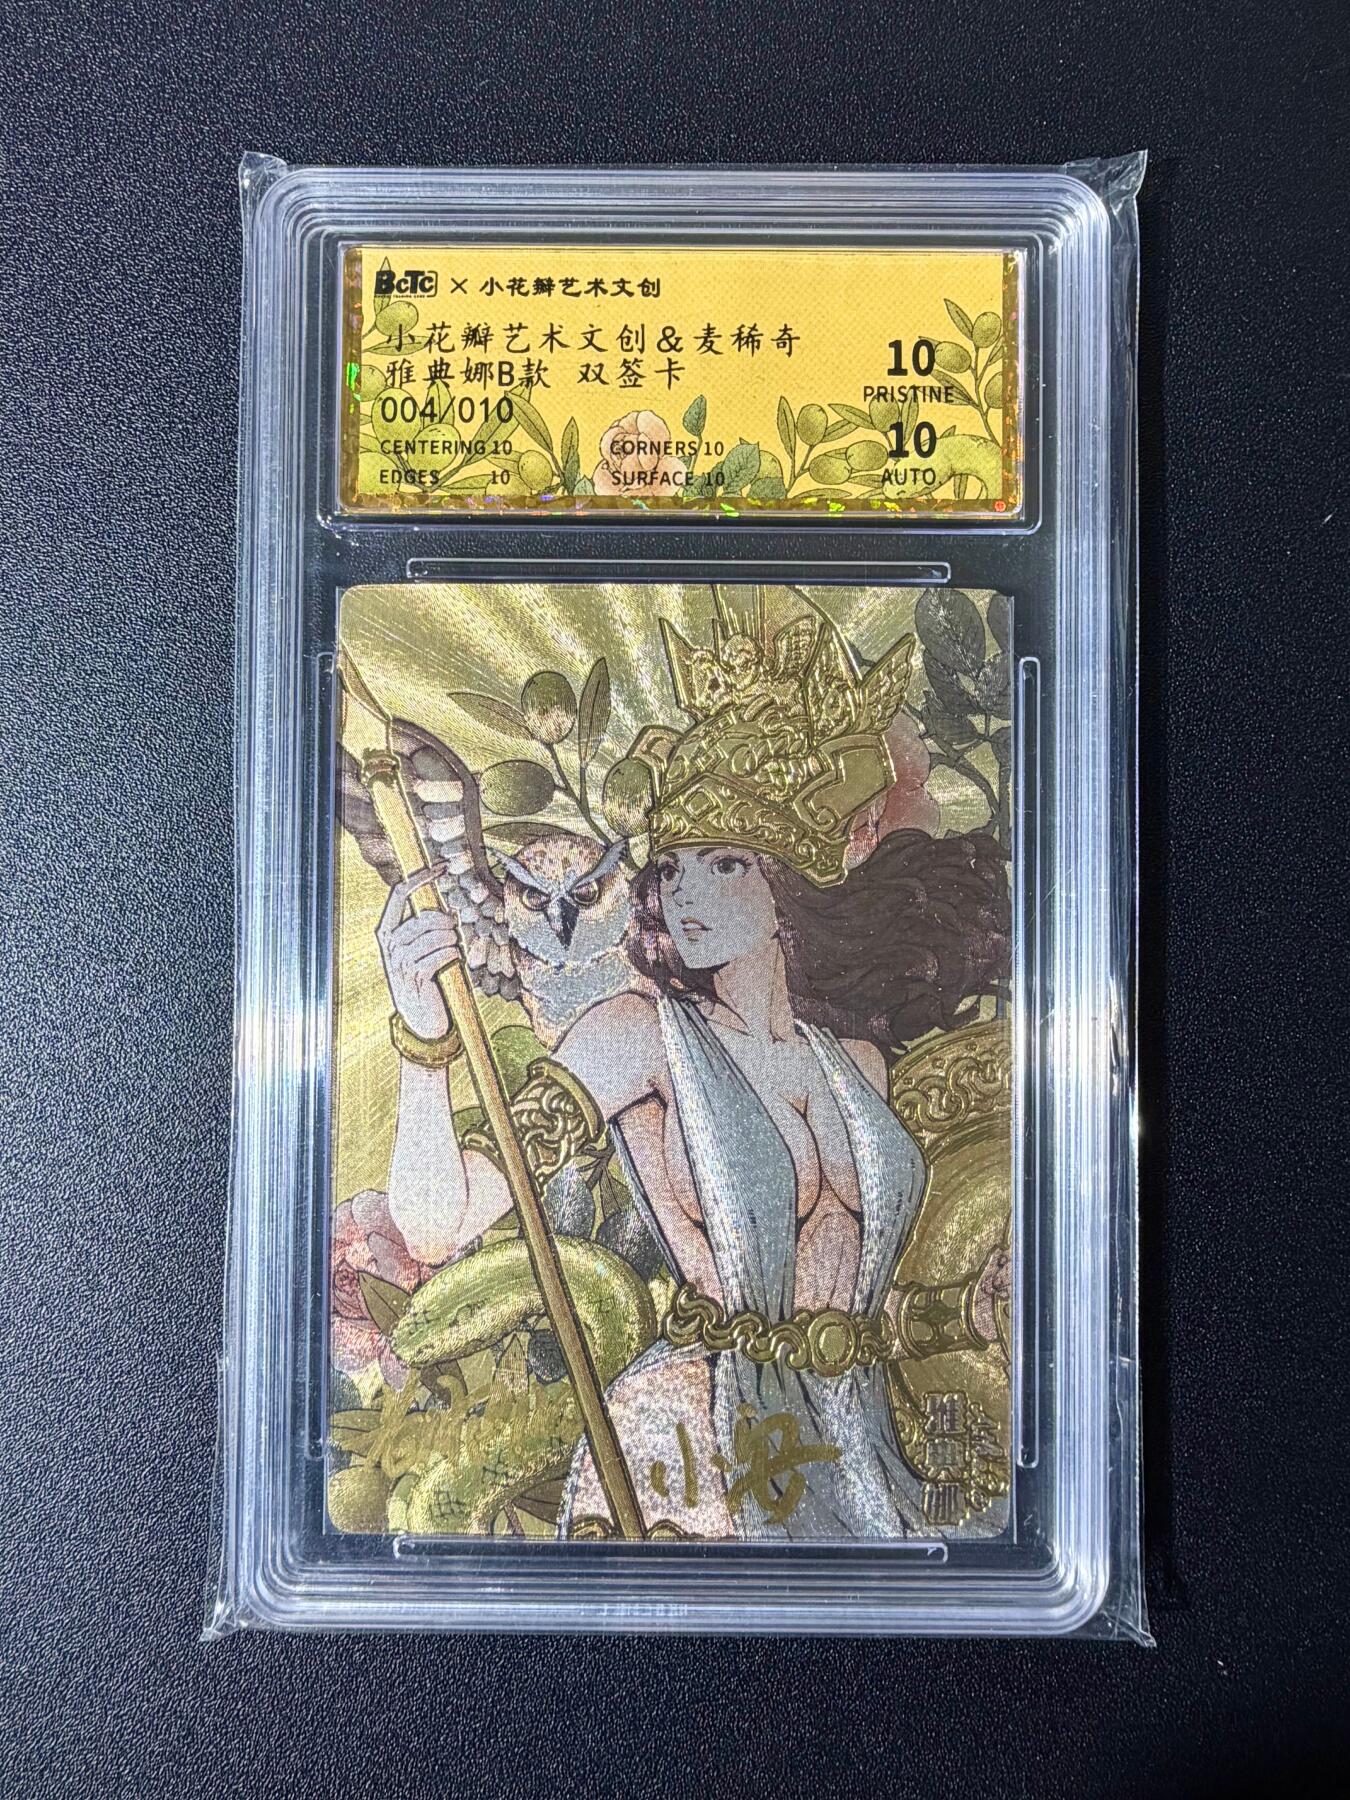 BCTC × 小花瓣艺术文创
小花瓣艺术文创&麦稀奇
雅典娜B款 双签卡
004/010
CENTERING 10 CORNERS 10
EDGES 10 SURFACE 10
10
PRISTINE
10
AUTO.
雅典娜